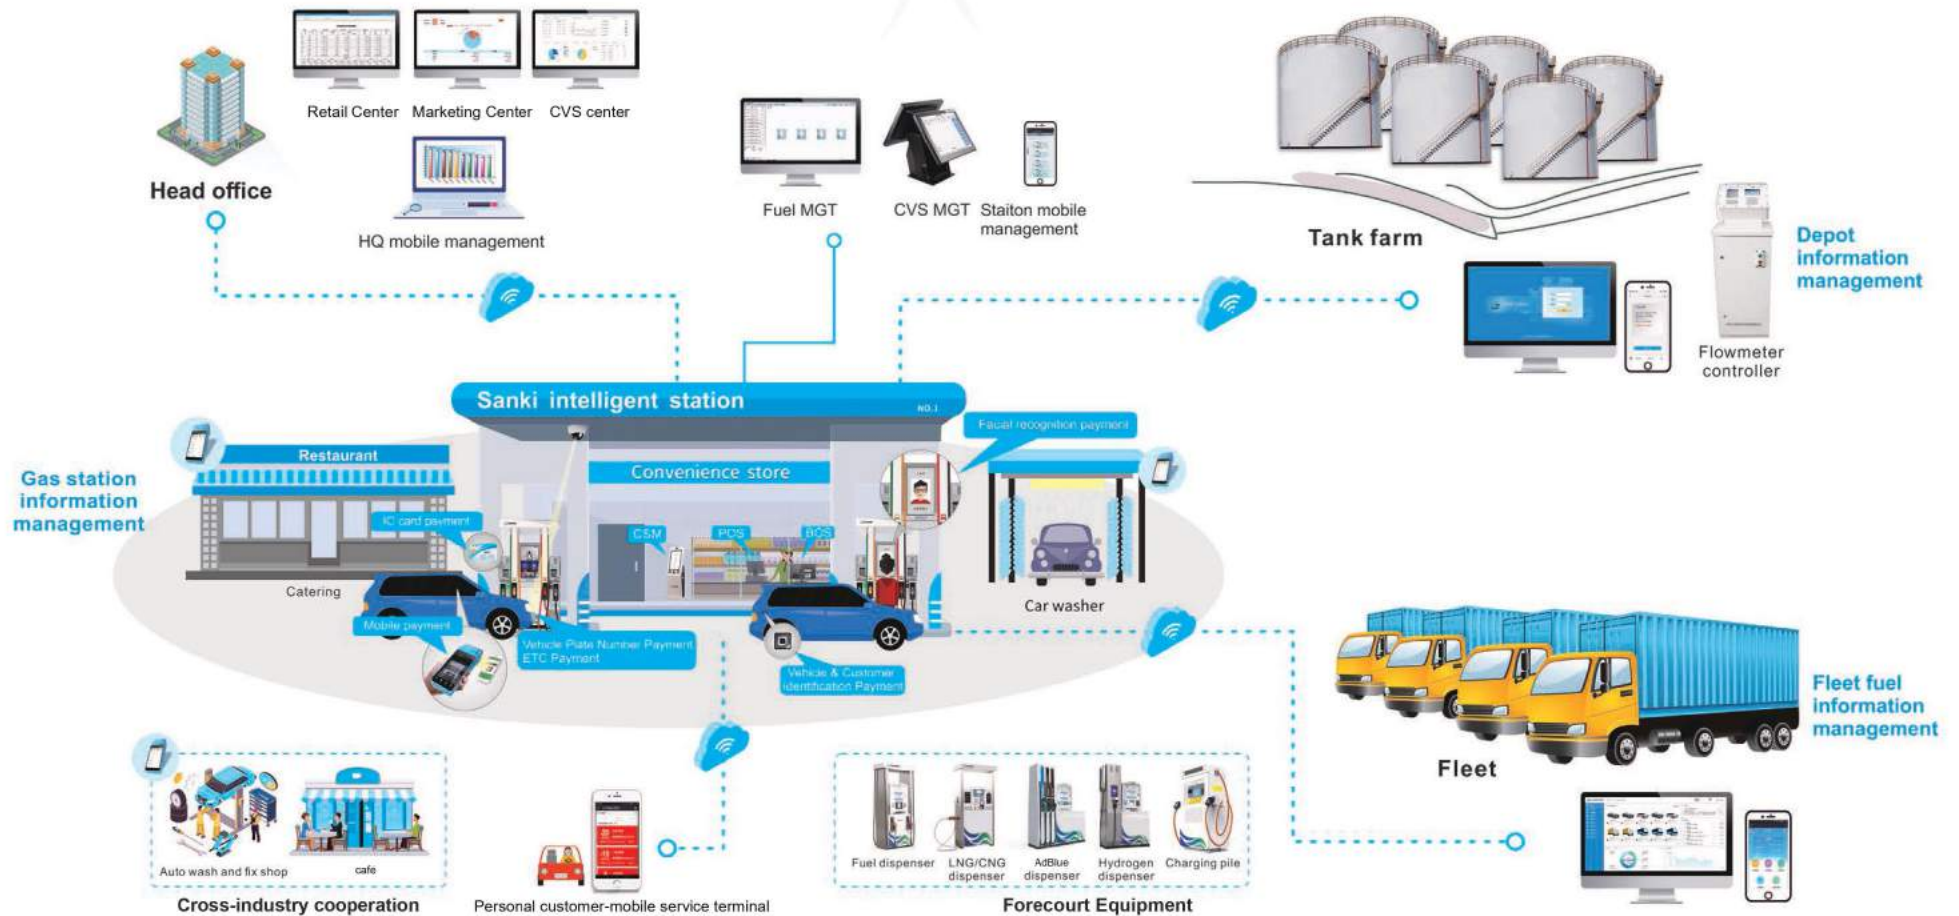 Retail Center
Marketing Center
CVS center
Head office
HQ mobile management
Fuel MGT
CVS MGT
Staiton mobile
management
Tank farm
Depot
information
management
Flowmeter
controller
Sanki intelligent station
NO.1
Facial recognition payment
Gas station
information
management
Restaurant
Convenience store
IC card payment
CSM
POS
BOS
Catering
Car washer
Mobile payment
Vehicle Plate Number Payment
ETC Payment
Vehicle & Customer
Identification Payment
Fleet fuel
information
management
Fleet
Auto wash and fix shop
cafe
Cross-industry cooperation
Personal customer-mobile service terminal
Fuel dispenser
LNG/CNG
dispenser
AdBlue
dispenser
Hydrogen
dispenser
Charging pile
Forecourt Equipment